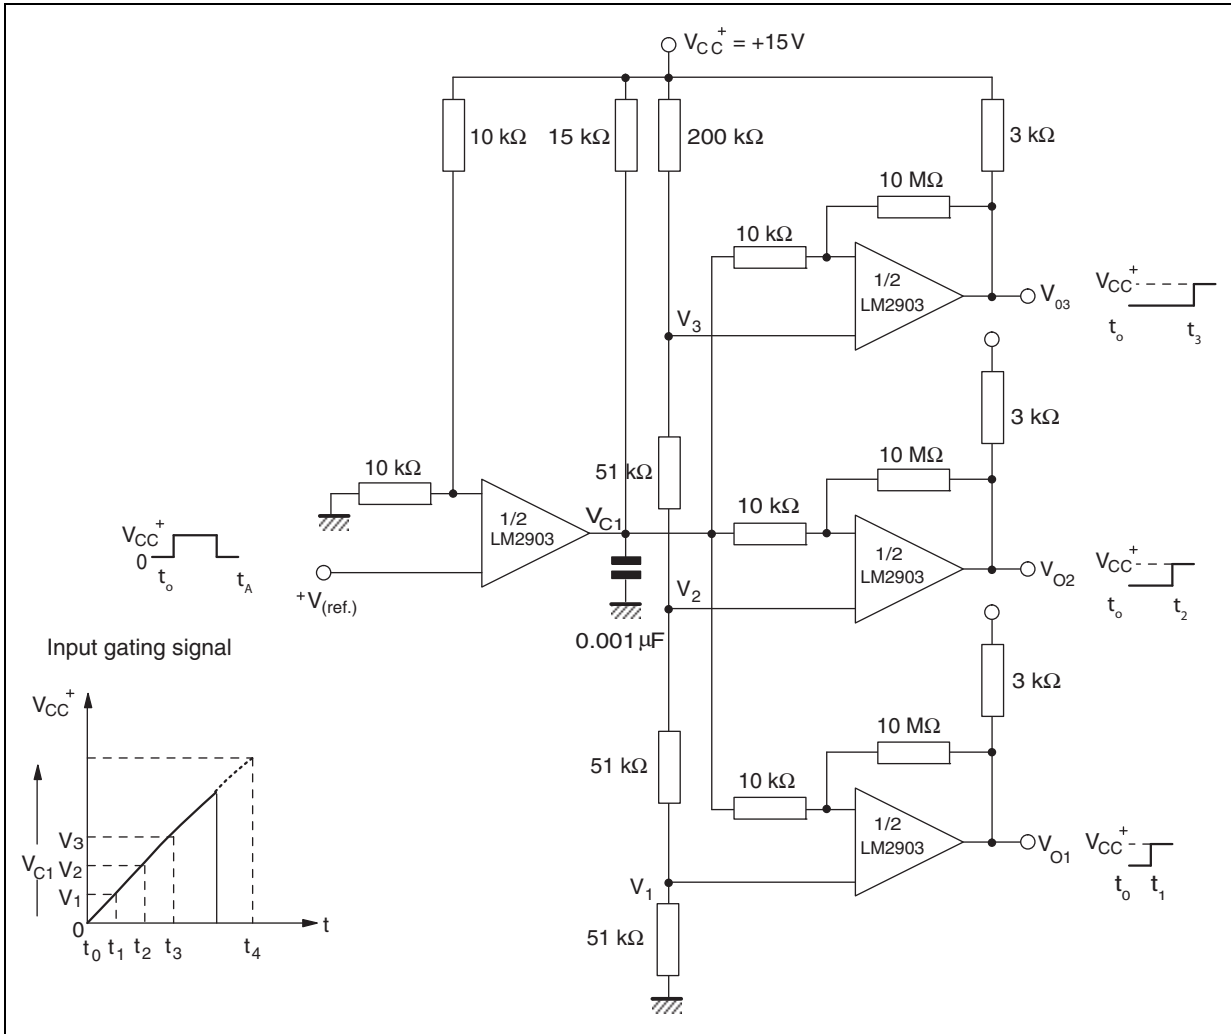 V_CC^+ = +15 V
10 kΩ
15 kΩ
200 kΩ
3 kΩ
10 MΩ
10 kΩ
1/2
LM2903
V_03
V_CC^+
t_o
t_3
V_3
3 kΩ
51 kΩ
10 MΩ
10 kΩ
10 kΩ
1/2
LM2903
V_C1
1/2
LM2903
V_O2
V_CC^+
t_o
t_2
V_CC^+
0
t_o
t_A
+V_(ref.)
V_2
0.001 µF
Input gating signal
3 kΩ
10 MΩ
51 kΩ
10 kΩ
1/2
LM2903
V_O1
V_CC^+
t_0
t_1
V_1
51 kΩ
V_CC^+
V_3
V_C1
V_2
V_1
0
t
t_0
t_1
t_2
t_3
t_4